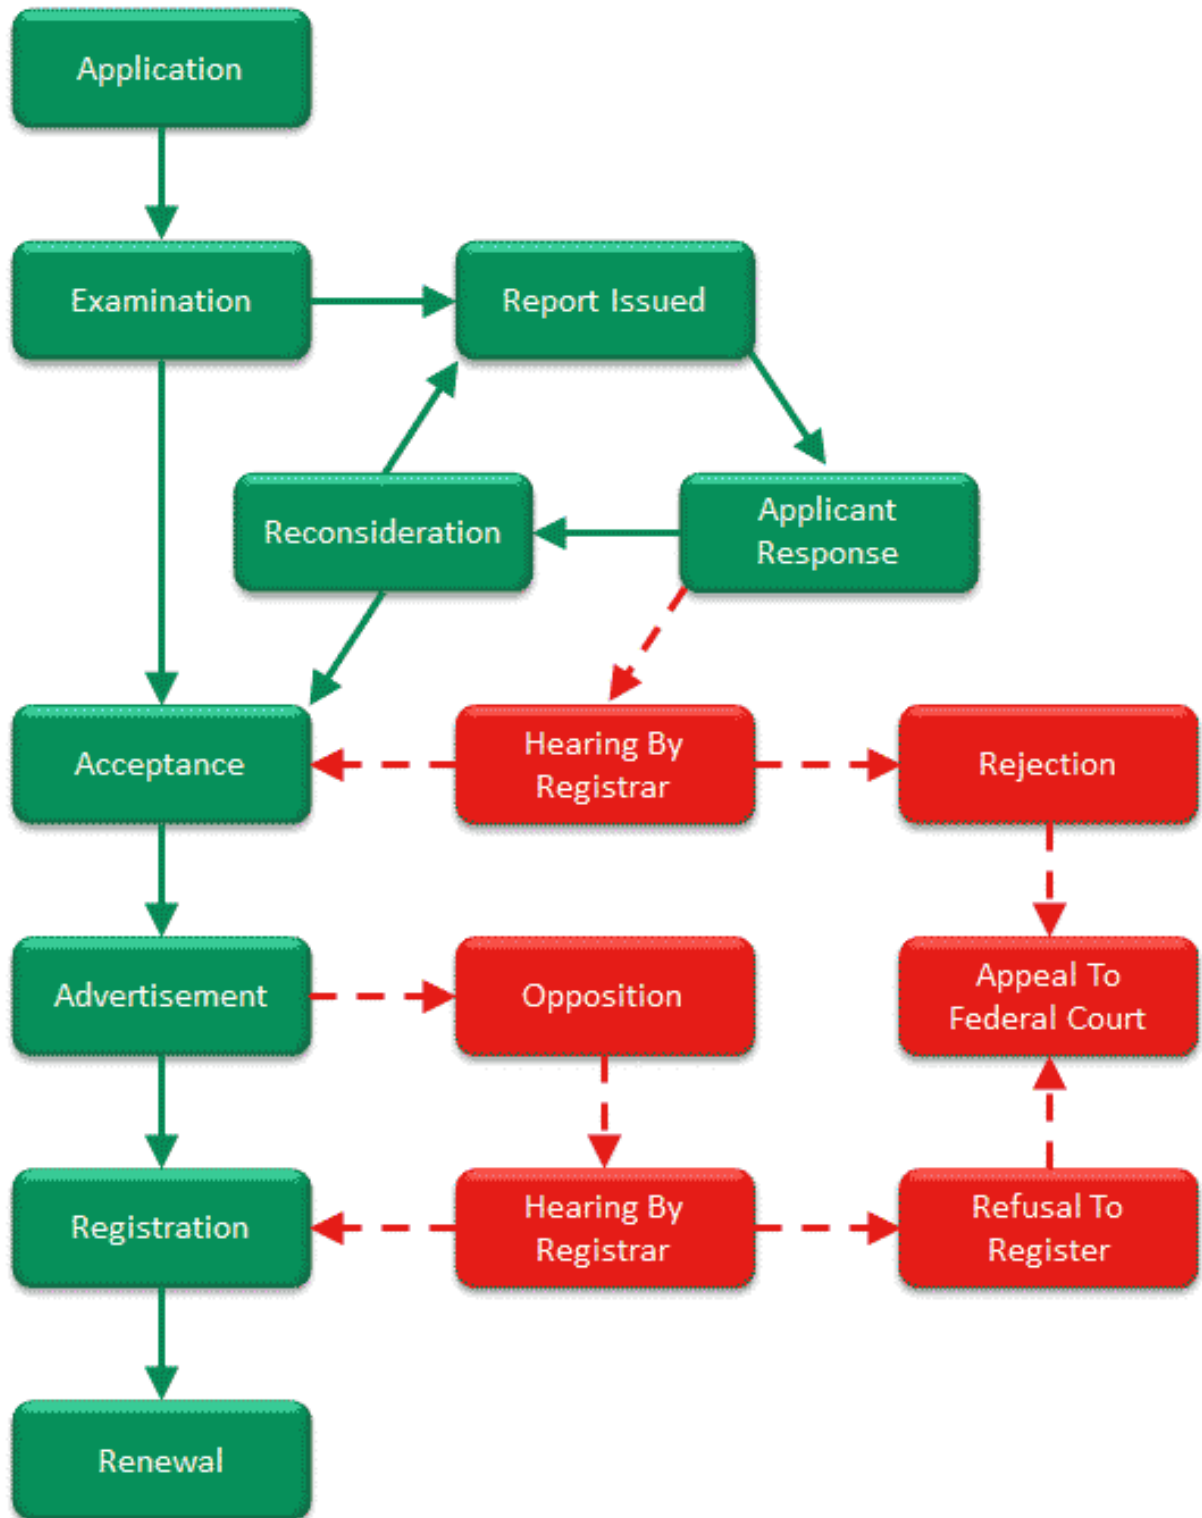 Application
Examination
Report Issued
Reconsideration
Applicant
Response
Acceptance
Hearing By
Registrar
Rejection
Advertisement
Opposition
Appeal To
Federal Court
Registration
Hearing By
Registrar
Refusal To
Register
Renewal